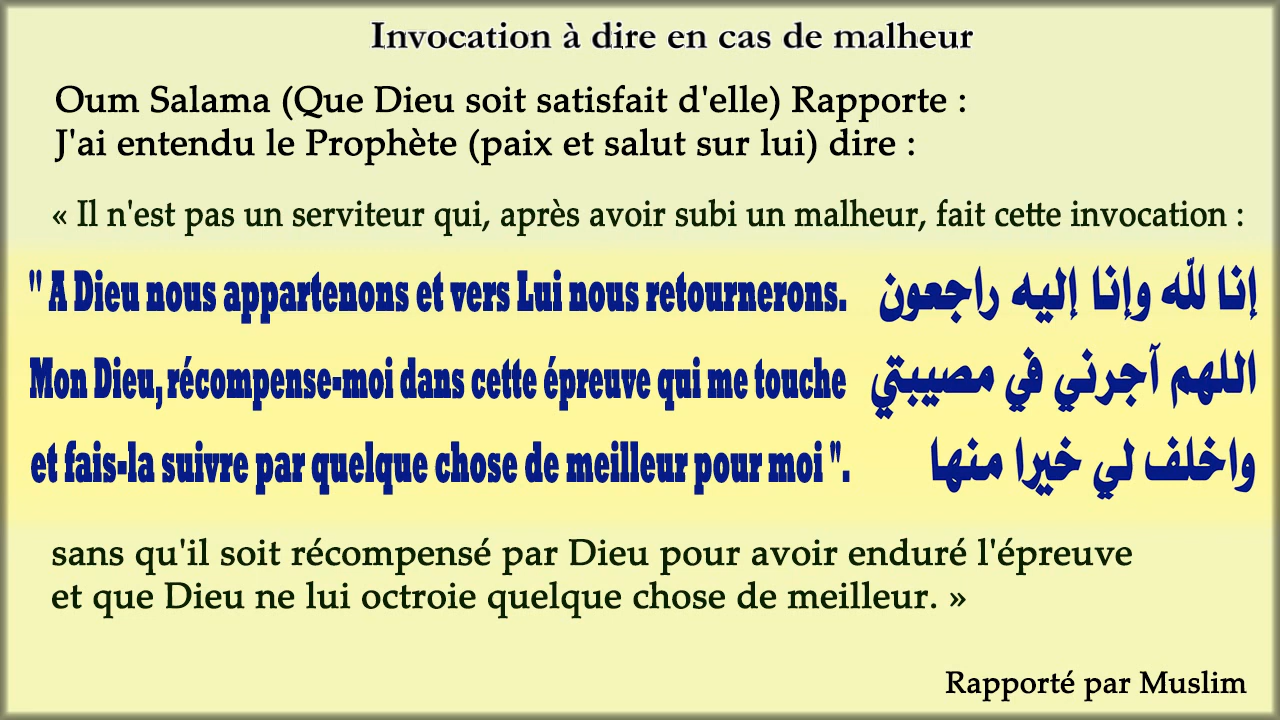 Invocation à dire en cas de malheur
Oum Salama (Que Dieu soit satisfait d'elle) Rapporte :
J'ai entendu le Prophète (paix et salut sur lui) dire :
« Il n'est pas un serviteur qui, après avoir subi un malheur, fait cette invocation :
" A Dieu nous appartenons et vers Lui nous retournerons. إنا لله وإنا إليه راجعون
Mon Dieu, récompense-moi dans cette épreuve qui me touche اللهم آجرني في مصيبتي
et fais-la suivre par quelque chose de meilleur pour moi ". واخلف لي خيرا منها
sans qu'il soit récompensé par Dieu pour avoir enduré l'épreuve
et que Dieu ne lui octroie quelque chose de meilleur. »
Rapporté par Muslim